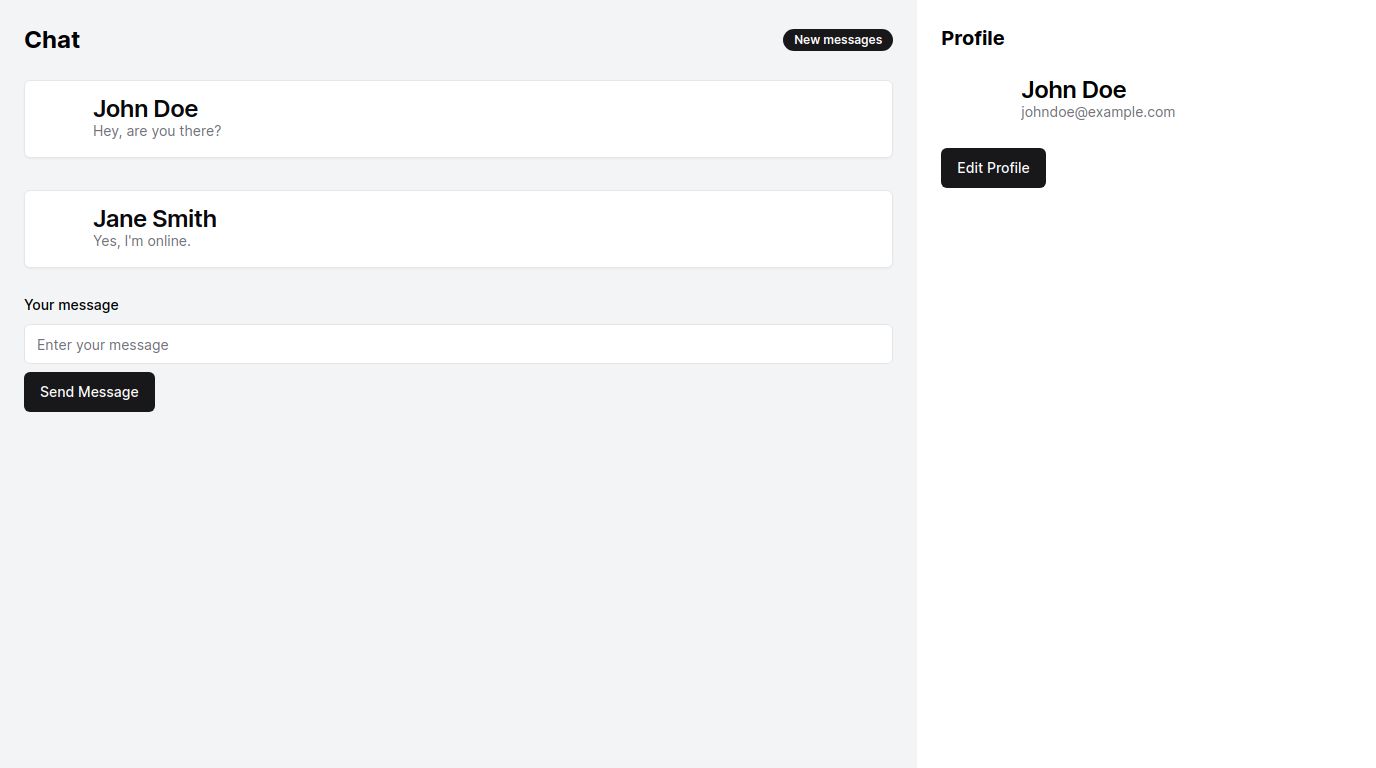 Chat
New messages
John Doe
Hey, are you there?
Jane Smith
Yes, I'm online.
Your message
Enter your message
Send Message
Profile
John Doe
johndoe@example.com
Edit Profile